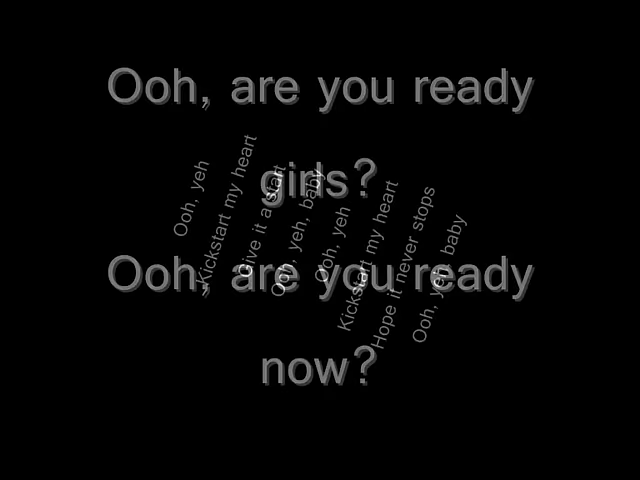 Ooh, are you ready
girls?
Ooh, are you ready
now?
Ooh, yeh
Kickstart my heart
Give it a start
Ooh, yeh, baby
Ooh, yeh
Kickstart my heart
Hope it never stops
Ooh, yeh, baby